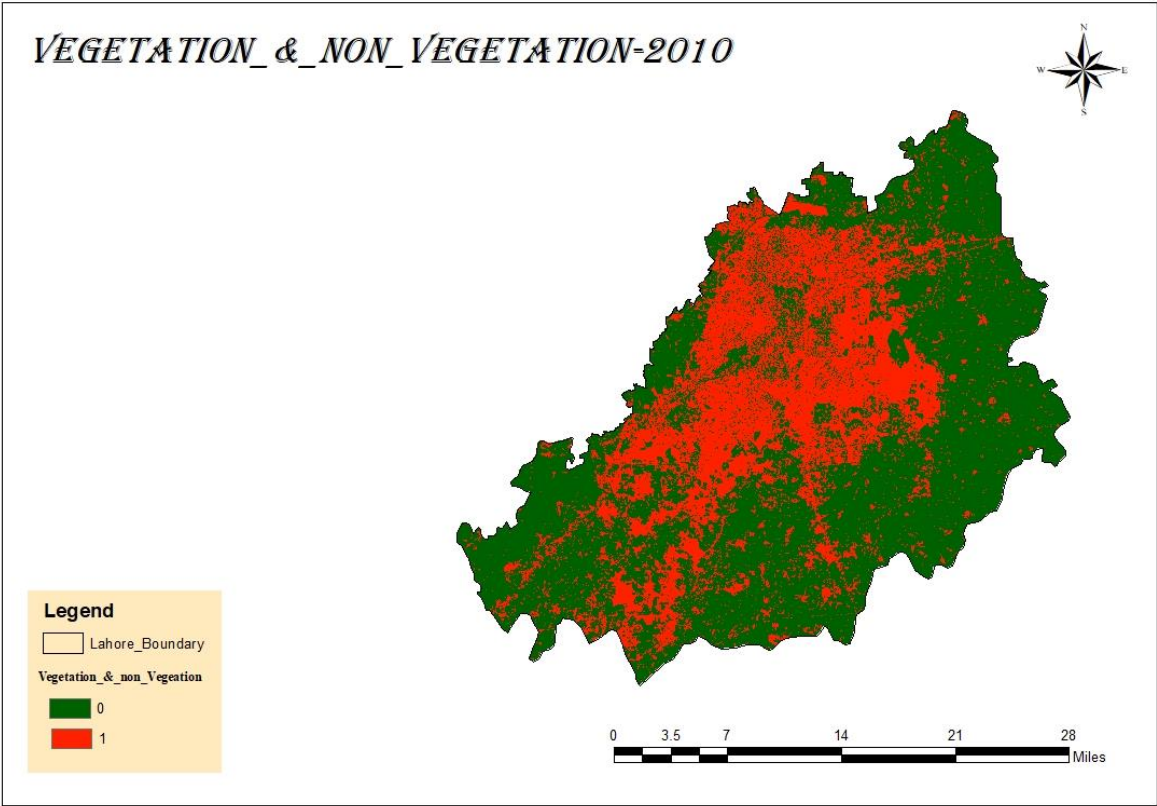 VEGETATION_&_NON_VEGETATION-2010
N
W E
S
Legend
Lahore_Boundary
Vegetation_&_non_Vegeation
0
1
0 3.5 7 14 21 28
Miles